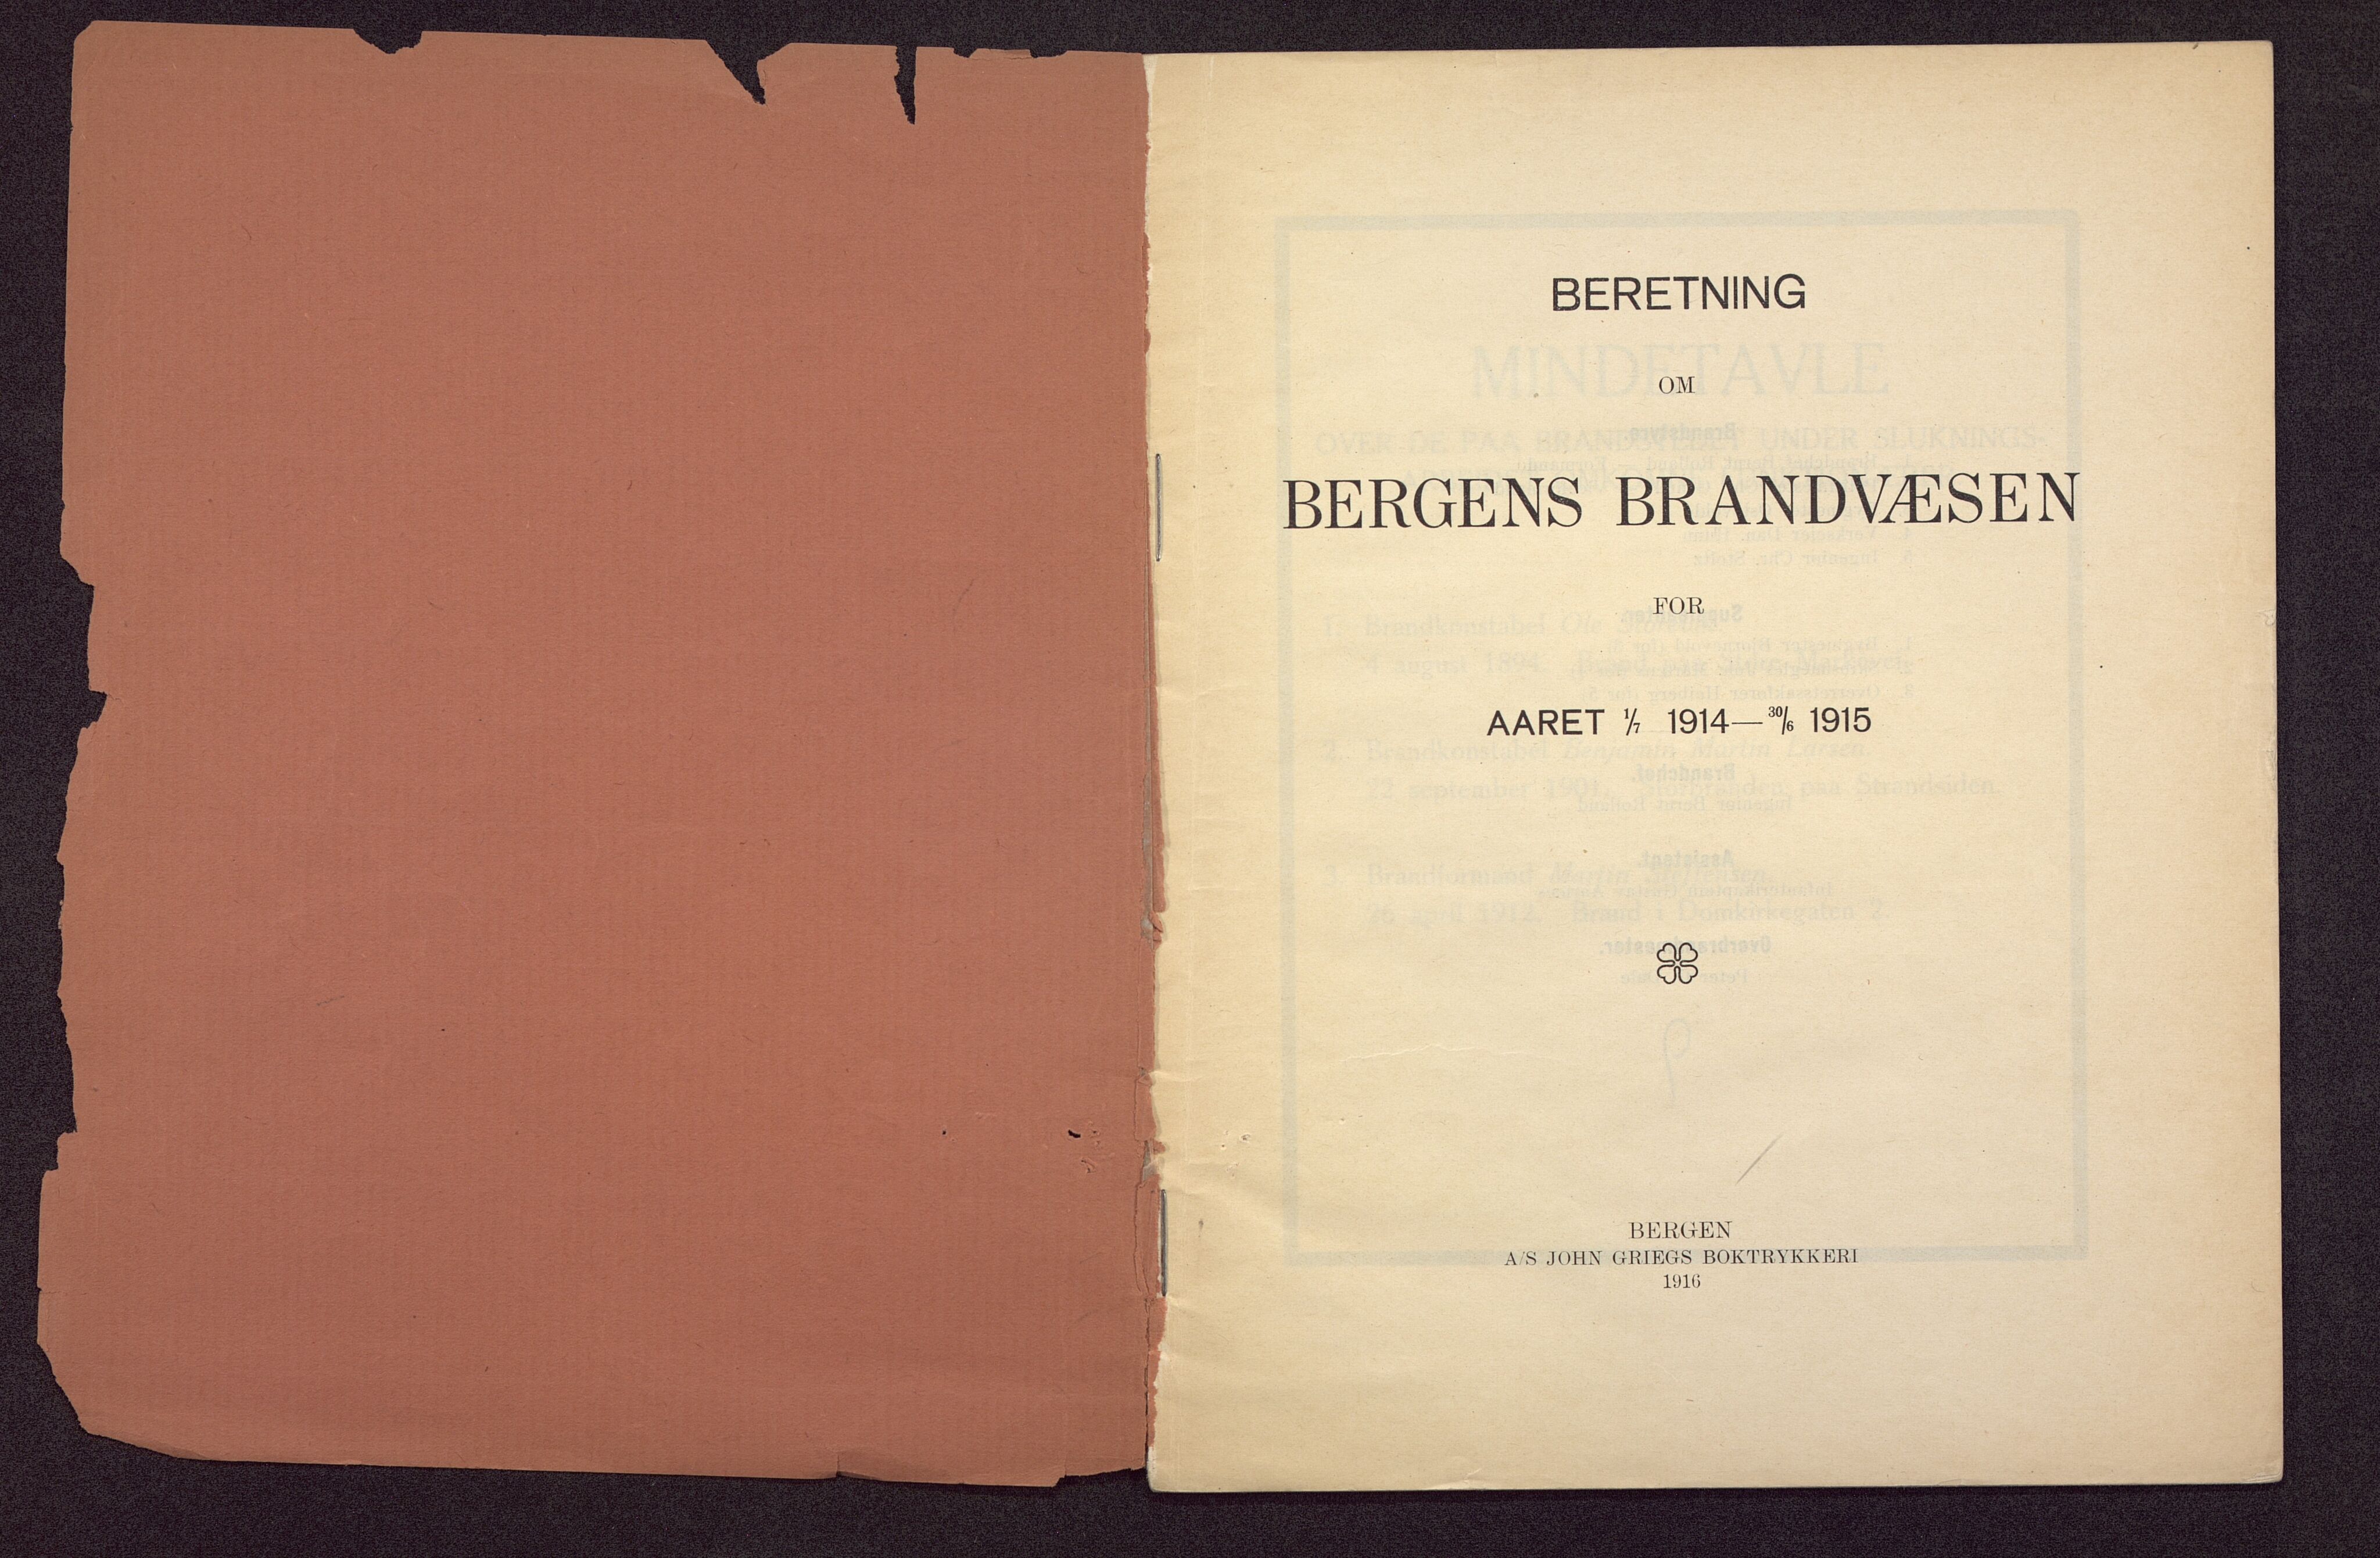 BERETNING
OM
BERGENS BRANDVÆSEN
FOR
AARET 1/7 1914—30/6 1915
BERGEN
A/S JOHN GRIEGS BOKTRYKKERI
1916